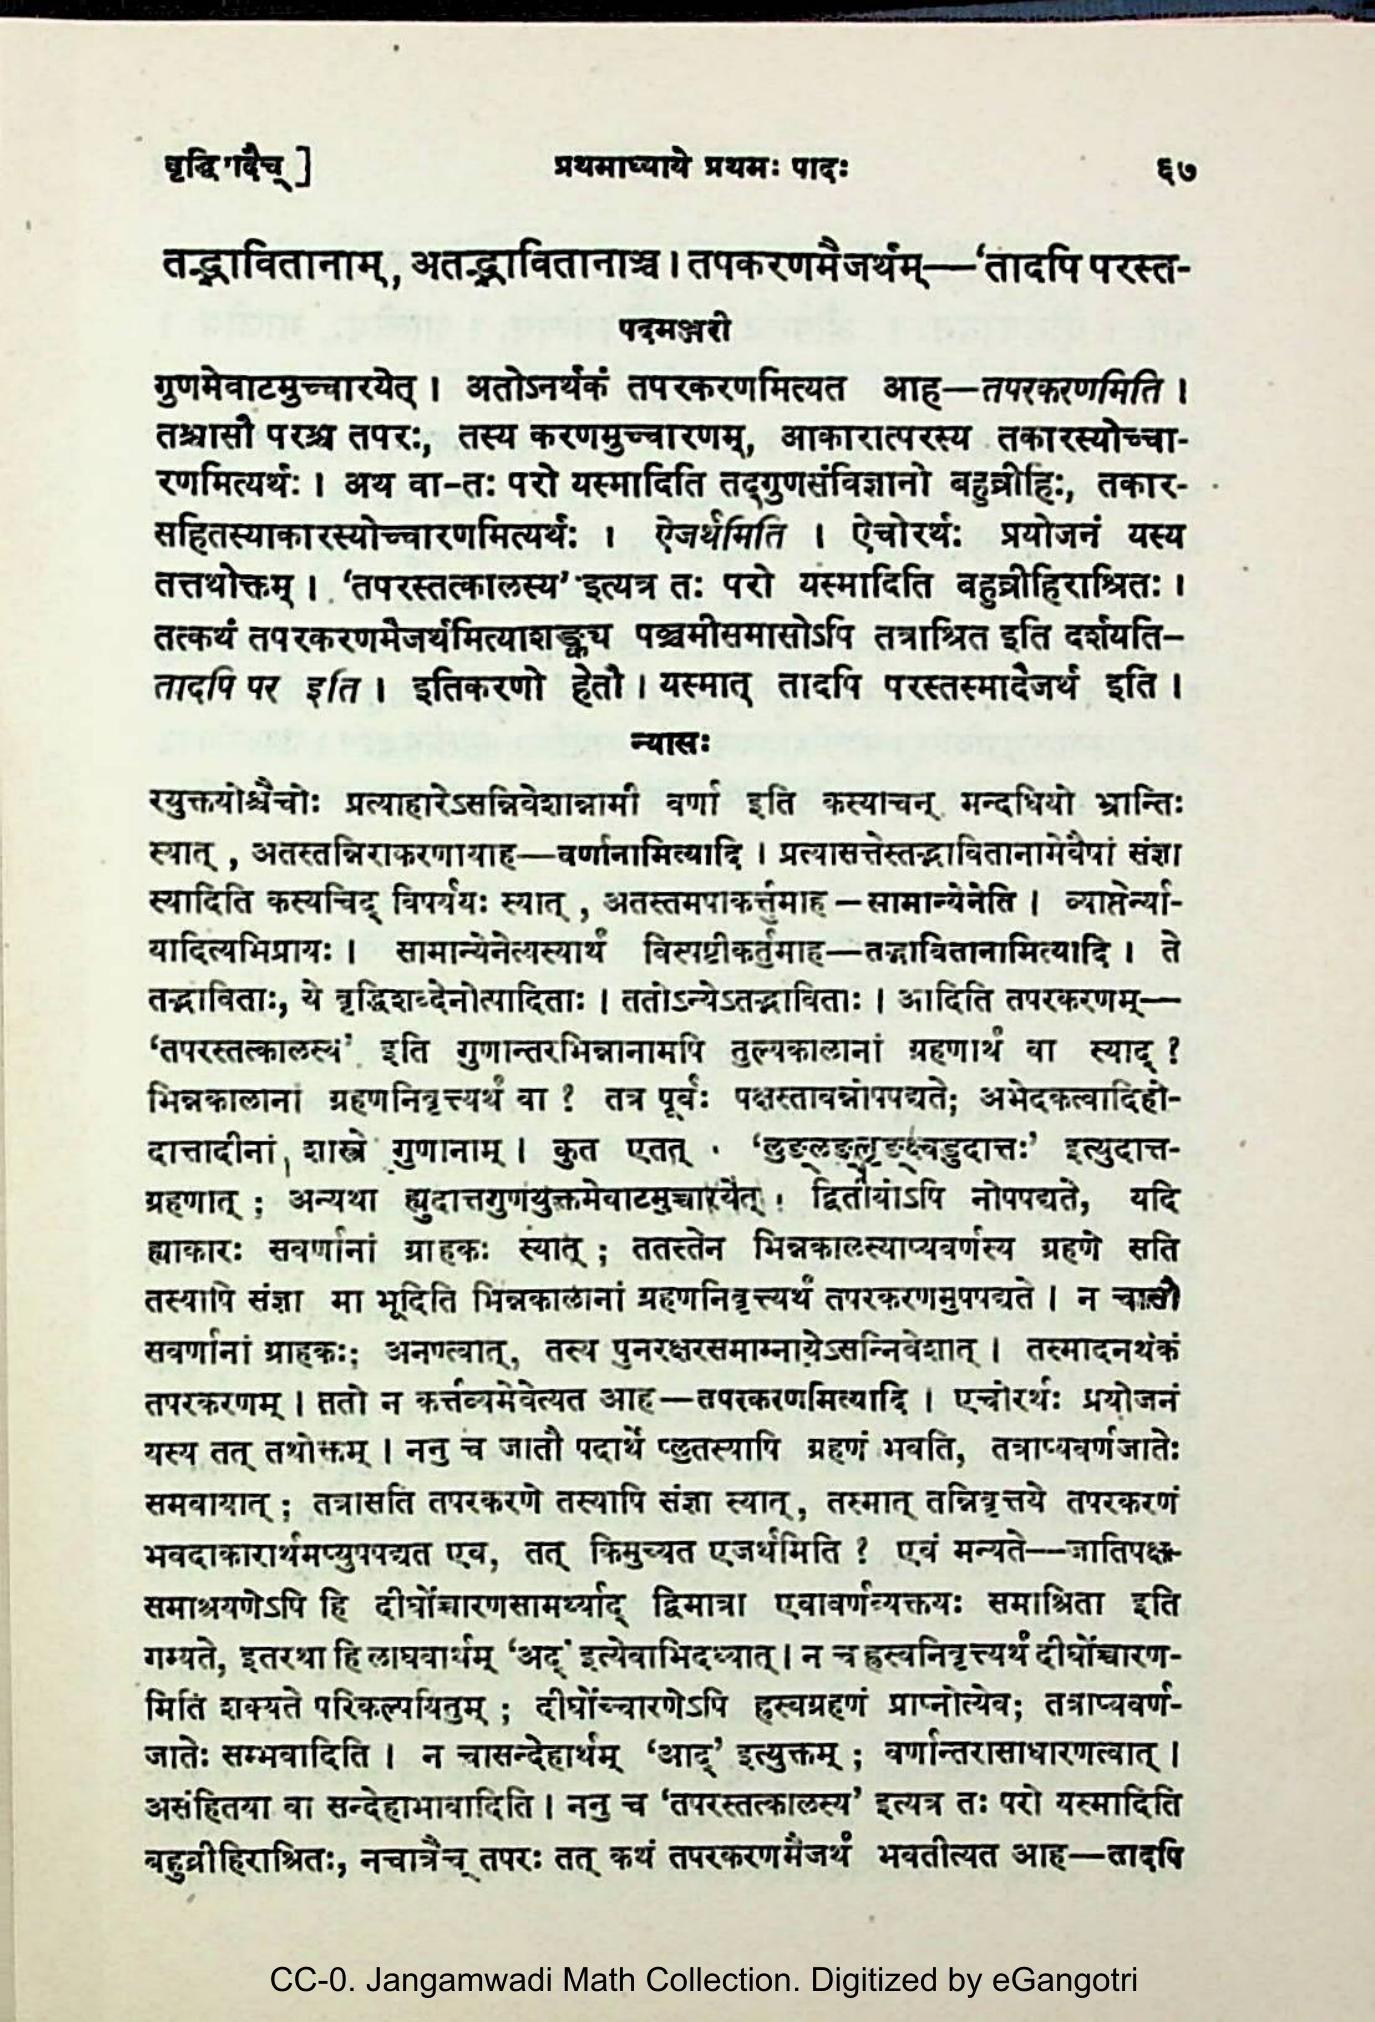 वृद्धिरादैच् ] प्रथमाध्याये प्रथमः पादः ६७
तद्भावितानाम्, अतद्भावितानाञ्च । तपकरणमैजर्थम्—‘तादपि परस्त-
पदमञ्जरी
गुणमेवाटमुच्चारयेत् । अतोऽनर्थकं तपरकरणमित्यत आह—तपरकरणमिति ।
तश्चासौ परश्च तपरः, तस्य करणमुच्चारणम्, आकारात्परस्य तकारस्योच्चा-
रणमित्यर्थः । अथ वा–तः परो यस्मादिति तद्गुणसंविज्ञानो बहुव्रीहिः, तकार-
सहितस्याकारस्योच्चारणमित्यर्थः । ऐजर्थमिति । ऐचोरर्थः प्रयोजनं यस्य
तत्तथोक्तम् । ‘तपरस्तत्कालस्य’ इत्यत्र तः परो यस्मादिति बहुव्रीहिराश्रितः ।
तत्कथं तपरकरणमैजर्थमित्याशङ्क्य पञ्चमीसमासोऽपि तत्राश्रित इति दर्शयति–
तादपि पर इति । इतिकरणो हेतौ । यस्मात् तादपि परस्तस्मादैजर्थ इति ।
न्यासः
रयुक्तयोश्चैचोः प्रत्याहारेऽसन्निवेशान्नामी वर्णा इति कस्याचन् मन्दधियो भ्रान्तिः
स्यात् , अतस्तन्निराकरणायाह—वर्णानामित्यादि । प्रत्यासत्तेस्तद्भावितानामेवैषां संज्ञा
स्यादिति कस्यचिद् विपर्ययः स्यात् , अतस्तमपाकर्त्तुमाह–सामान्येनेति । व्याप्तेर्न्या-
यादित्यभिप्रायः । सामान्येनेत्यस्यार्थं विस्पष्टीकर्तुमाह—तद्भावितानामित्यादि । ते
तद्भाविताः, ये वृद्धिशब्देनोत्पादिताः । ततोऽन्येऽतद्भाविताः । आदिति तपरकरणम्—
‘तपरस्तत्कालस्य’ इति गुणान्तरभिन्नानामपि तुल्यकालानां ग्रहणार्थं वा स्याद् ?
भिन्नकालानां ग्रहणनिवृत्त्यर्थं वा ? तत्र पूर्वः पक्षस्तावन्नोपपद्यते; अभेदकत्वादिहो-
दात्तादीनां शास्त्रे गुणानाम् । कुत एतत् · ‘लुङ्लङ्लृङ्क्ष्वडुदात्तः’ इत्युदात्त-
ग्रहणात् ; अन्यथा ह्युदात्तगुणयुक्तमेवाटमुच्चारयेत् । द्वितीयोऽपि नोपपद्यते, यदि
ह्याकारः सवर्णानां ग्राहकः स्यात् ; ततस्तेन भिन्नकालस्याप्यवर्णस्य ग्रहणे सति
तस्यापि संज्ञा मा भूदिति भिन्नकालानां ग्रहणनिवृत्त्यर्थं तपरकरणमुपपद्यते । न चासौ
सवर्णानां ग्राहकः; अनण्त्वात्, तस्य पुनरक्षरसमाम्नायेऽसन्निवेशात् । तस्मादनर्थकं
तपरकरणम् । ततो न कर्त्तव्यमेवेत्यत आह—तपरकरणमित्यादि । एचोरर्थः प्रयोजनं
यस्य तत् तथोक्तम् । ननु च जातौ पदार्थे प्लुतस्यापि ग्रहणं भवति, तत्राप्यवर्णजातेः
समवायात् ; तत्रासति तपरकरणे तस्यापि संज्ञा स्यात्, तस्मात् तन्निवृत्तये तपरकरणं
भवदाकारार्थमप्युपपद्यत एव, तत् किमुच्यत एजर्थमिति ? एवं मन्यते—जातिपक्ष-
समाश्रयणेऽपि हि दीर्घोच्चारणसामर्थ्याद् द्विमात्रा एवावर्णव्यक्तयः समाश्रिता इति
गम्यते, इतरथा हि लाघवार्थम् ‘अद्’ इत्येवाभिदध्यात् । न च ह्रस्वनिवृत्त्यर्थं दीर्घोच्चारण-
मिति शक्यते परिकल्पयितुम् ; दीर्घोच्चारणेऽपि ह्रस्वग्रहणं प्राप्नोत्येव; तत्राप्यवर्ण-
जातेः सम्भवादिति । न चासन्देहार्थम् ‘आद्’ इत्युक्तम् ; वर्णान्तरासाधारणत्वात् ।
असंहितया वा सन्देहाभावादिति । ननु च ‘तपरस्तत्कालस्य’ इत्यत्र तः परो यस्मादिति
बहुव्रीहिराश्रितः, नचात्रैच् तपरः तत् कथं तपरकरणमैजर्थं भवतीत्यत आह—तादपि
CC-0. Jangamwadi Math Collection. Digitized by eGangotri